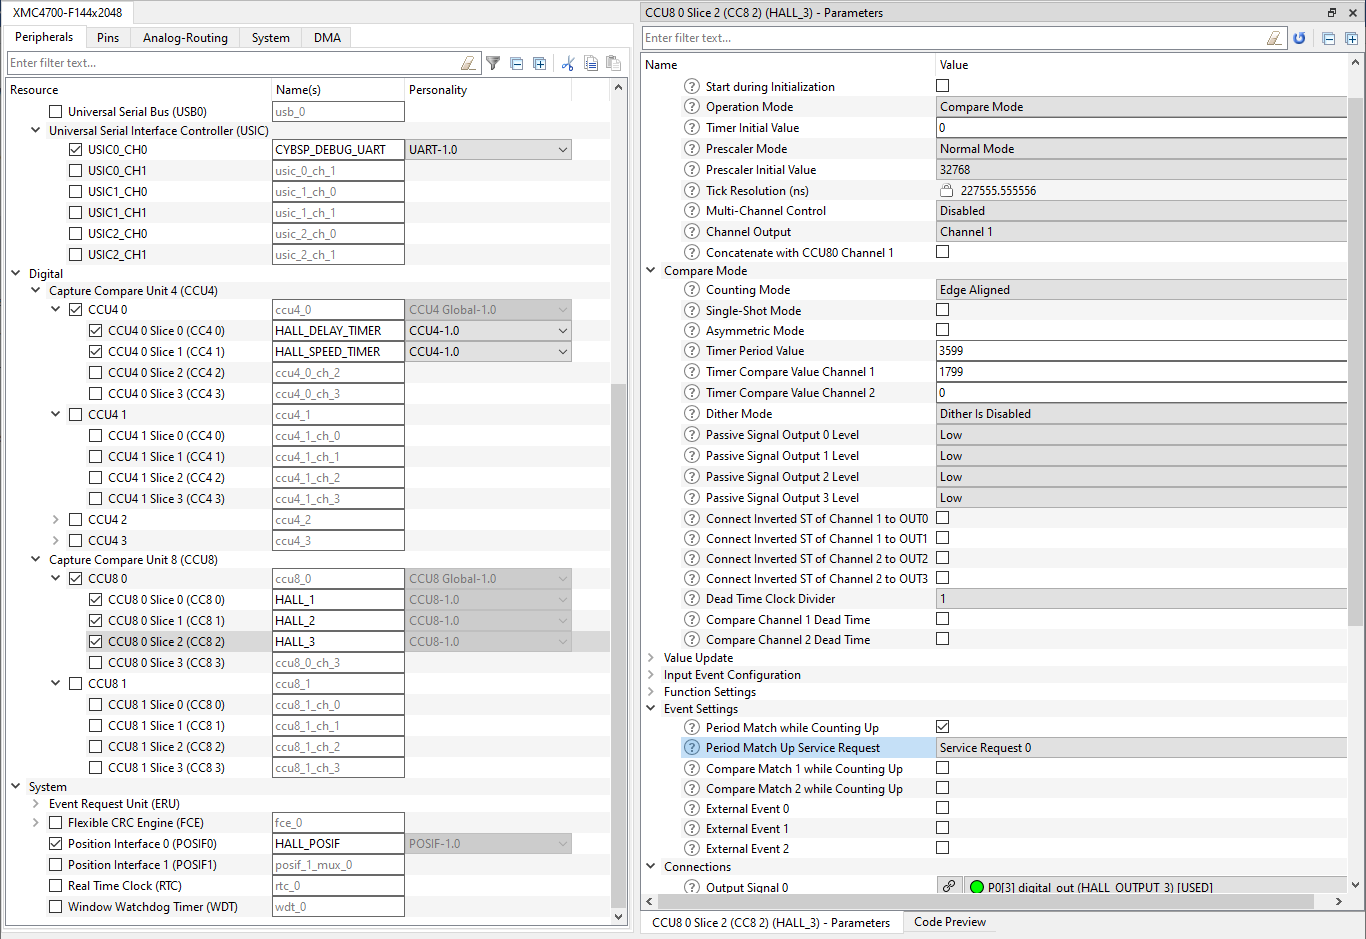 XMC4700-F144x2048
Peripherals Pins Analog-Routing System DMA
Enter filter text...
Resource Name(s) Personality
Universal Serial Bus (USB0) usb_0
Universal Serial Interface Controller (USIC)
USIC0_CH0 CYBSP_DEBUG_UART UART-1.0
USIC0_CH1 usic_0_ch_1
USIC1_CH0 usic_1_ch_0
USIC1_CH1 usic_1_ch_1
USIC2_CH0 usic_2_ch_0
USIC2_CH1 usic_2_ch_1
Digital
Capture Compare Unit 4 (CCU4)
CCU4 0 ccu4_0 CCU4 Global-1.0
CCU4 0 Slice 0 (CC4 0) HALL_DELAY_TIMER CCU4-1.0
CCU4 0 Slice 1 (CC4 1) HALL_SPEED_TIMER CCU4-1.0
CCU4 0 Slice 2 (CC4 2) ccu4_0_ch_2
CCU4 0 Slice 3 (CC4 3) ccu4_0_ch_3
CCU4 1 ccu4_1
CCU4 1 Slice 0 (CC4 0) ccu4_1_ch_0
CCU4 1 Slice 1 (CC4 1) ccu4_1_ch_1
CCU4 1 Slice 2 (CC4 2) ccu4_1_ch_2
CCU4 1 Slice 3 (CC4 3) ccu4_1_ch_3
CCU4 2 ccu4_2
CCU4 3 ccu4_3
Capture Compare Unit 8 (CCU8)
CCU8 0 ccu8_0 CCU8 Global-1.0
CCU8 0 Slice 0 (CC8 0) HALL_1 CCU8-1.0
CCU8 0 Slice 1 (CC8 1) HALL_2 CCU8-1.0
CCU8 0 Slice 2 (CC8 2) HALL_3 CCU8-1.0
CCU8 0 Slice 3 (CC8 3) ccu8_0_ch_3
CCU8 1 ccu8_1
CCU8 1 Slice 0 (CC8 0) ccu8_1_ch_0
CCU8 1 Slice 1 (CC8 1) ccu8_1_ch_1
CCU8 1 Slice 2 (CC8 2) ccu8_1_ch_2
CCU8 1 Slice 3 (CC8 3) ccu8_1_ch_3
System
Event Request Unit (ERU)
Flexible CRC Engine (FCE) fce_0
Position Interface 0 (POSIF0) HALL_POSIF POSIF-1.0
Position Interface 1 (POSIF1) posif_1_mux_0
Real Time Clock (RTC) rtc_0
Window Watchdog Timer (WDT) wdt_0
CCU8 0 Slice 2 (CC8 2) (HALL_3) - Parameters
Enter filter text...
Name Value
Start during Initialization
Operation Mode Compare Mode
Timer Initial Value 0
Prescaler Mode Normal Mode
Prescaler Initial Value 32768
Tick Resolution (ns) 227555.555556
Multi-Channel Control Disabled
Channel Output Channel 1
Concatenate with CCU80 Channel 1
Compare Mode
Counting Mode Edge Aligned
Single-Shot Mode
Asymmetric Mode
Timer Period Value 3599
Timer Compare Value Channel 1 1799
Timer Compare Value Channel 2 0
Dither Mode Dither Is Disabled
Passive Signal Output 0 Level Low
Passive Signal Output 1 Level Low
Passive Signal Output 2 Level Low
Passive Signal Output 3 Level Low
Connect Inverted ST of Channel 1 to OUT0
Connect Inverted ST of Channel 1 to OUT1
Connect Inverted ST of Channel 2 to OUT2
Connect Inverted ST of Channel 2 to OUT3
Dead Time Clock Divider 1
Compare Channel 1 Dead Time
Compare Channel 2 Dead Time
Value Update
Input Event Configuration
Function Settings
Event Settings
Period Match while Counting Up
Period Match Up Service Request Service Request 0
Compare Match 1 while Counting Up
Compare Match 2 while Counting Up
External Event 0
External Event 1
External Event 2
Connections
Output Signal 0 P0[3] digital_out (HALL_OUTPUT_3) [USED]
CCU8 0 Slice 2 (CC8 2) (HALL_3) - Parameters Code Preview